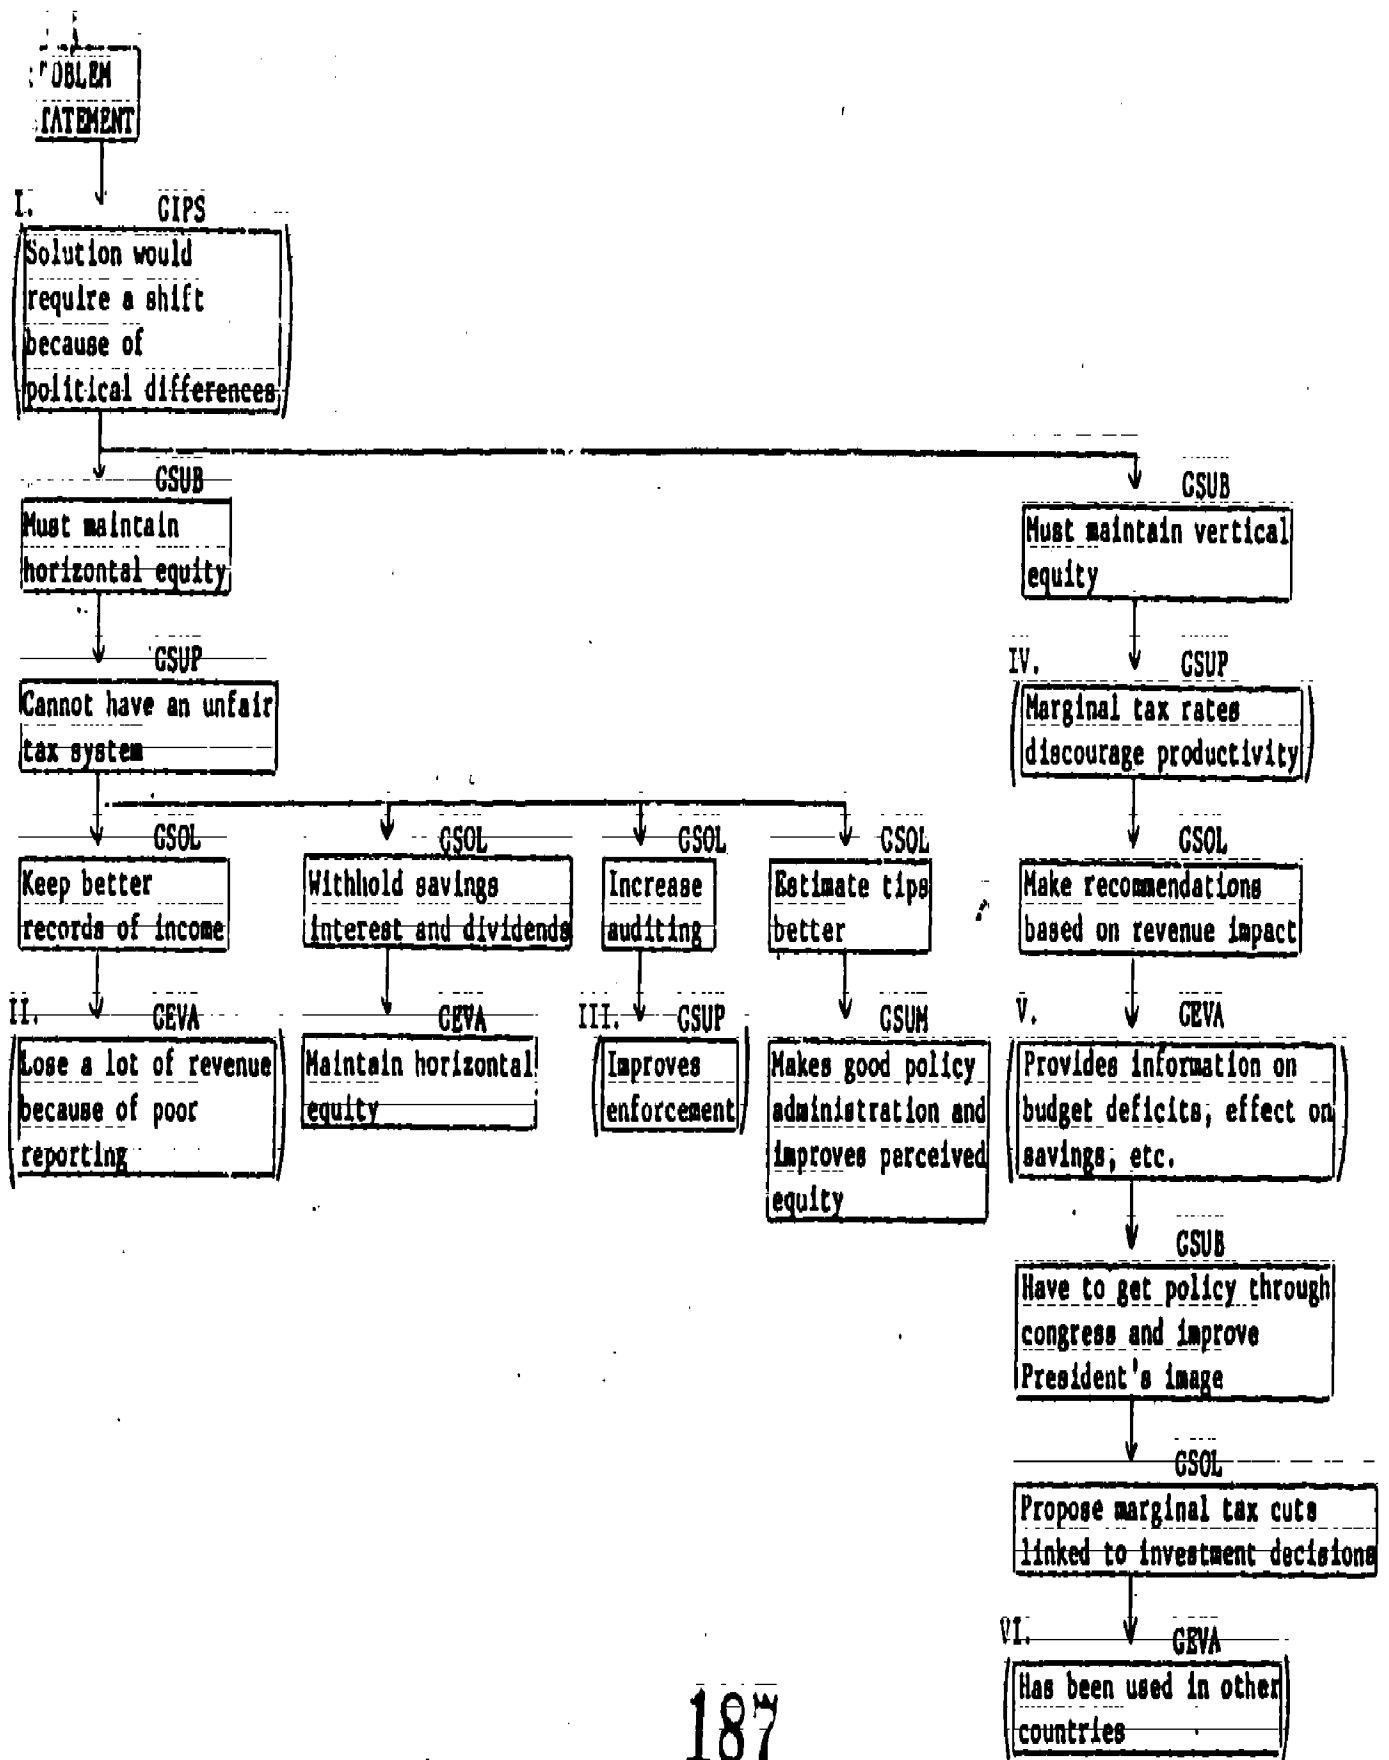 OBLEM
TATEMENT
I. GIPS
Solution would
require a shift
because of
political differences
GSUB
Must maintain
horizontal equity
GSUB
Must maintain vertical
equity
GSUP
Cannot have an unfair
tax system
IV. GSUP
Marginal tax rates
discourage productivity
GSOL
Keep better
records of income
GSOL
Withhold savings
interest and dividends
GSOL
Increase
auditing
GSOL
Estimate tips
better
GSOL
Make recommendations
based on revenue impact
II. GEVA
Lose a lot of revenue
because of poor
reporting
GEVA
Maintain horizontal
equity
III. GSUP
Improves
enforcement
GSUM
Makes good policy
administration and
improves perceived
equity
V. GEVA
Provides information on
budget deficits, effect on
savings, etc.
GSUB
Have to get policy through
congress and improve
President's image
GSOL
Propose marginal tax cuts
linked to investment decisions
VI. GEVA
Has been used in other
countries
187